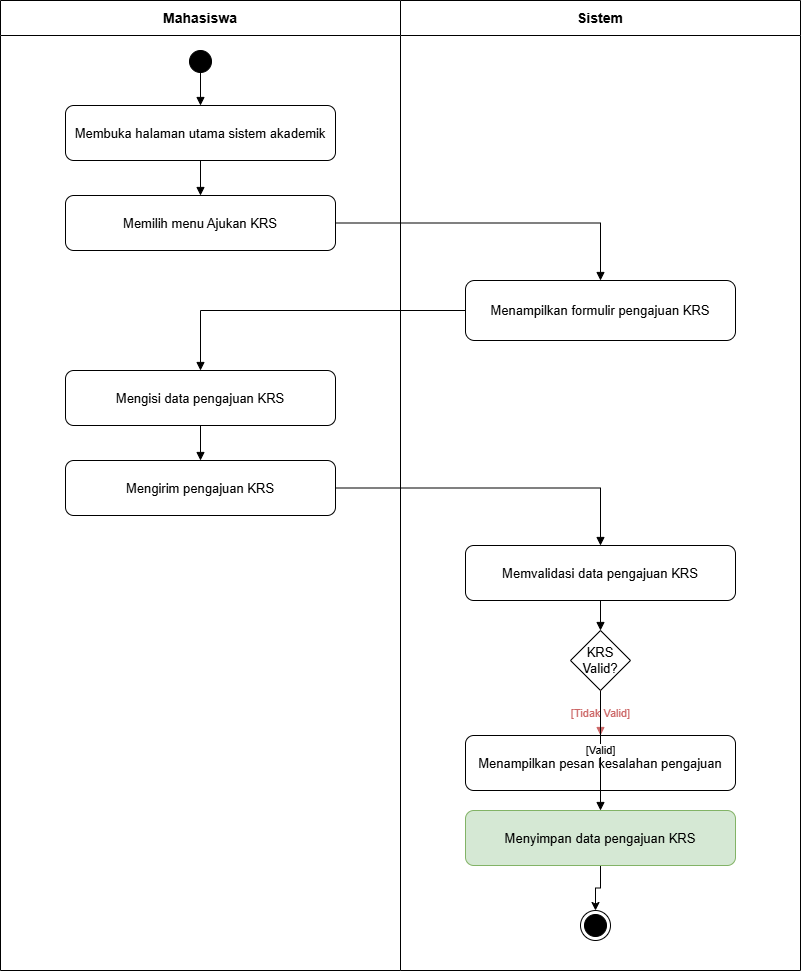 Mahasiswa
Sistem
Membuka halaman utama sistem akademik
Memilih menu Ajukan KRS
Menampilkan formulir pengajuan KRS
Mengisi data pengajuan KRS
Mengirim pengajuan KRS
Memvalidasi data pengajuan KRS
KRS
Valid?
[Tidak Valid]
[Valid]
Menampilkan pesan kesalahan pengajuan
Menyimpan data pengajuan KRS